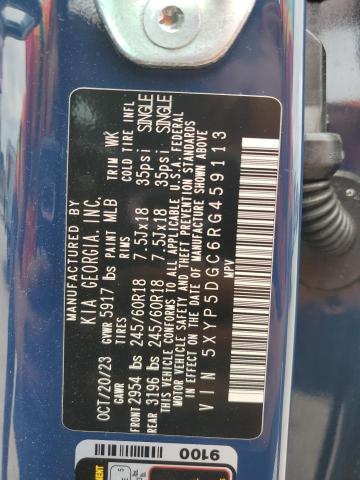 MANUFACTURED BY
KIA GEORGIA, INC.
OCT/20/23 GVWR 5917 lbs PAINT MLB TRIM WK
GAWR TIRES RIMS COLD TIRE INFL
FRONT 2954 lbs 245/60R18 7.5Jx18 35psi SINGLE
REAR 3196 lbs 245/60R18 7.5Jx18 35psi SINGLE
THIS VEHICLE CONFORMS TO ALL APPLICABLE U.S.A. FEDERAL
MOTOR VEHICLE SAFETY AND THEFT PREVENTION STANDARDS
IN EFFECT ON THE DATE OF MANUFACTURE SHOWN ABOVE
VIN 5XYP5DGC6RG459113
MPV
9100